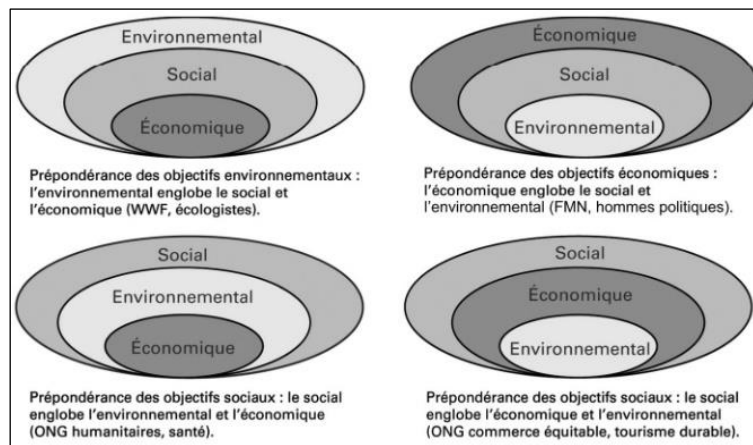 Environnemental
Social
Économique
Prépondérance des objectifs environnementaux :
l'environnemental englobe le social et
l'économique (WWF, écologistes).
Économique
Social
Environnemental
Prépondérance des objectifs économiques :
l'économique englobe le social et
l'environnemental (FMN, hommes politiques).
Social
Environnemental
Économique
Prépondérance des objectifs sociaux : le social
englobe l'environnemental et l'économique
(ONG humanitaires, santé).
Social
Économique
Environnemental
Prépondérance des objectifs sociaux : le social
englobe l'économique et l'environnemental
(ONG commerce équitable, tourisme durable).